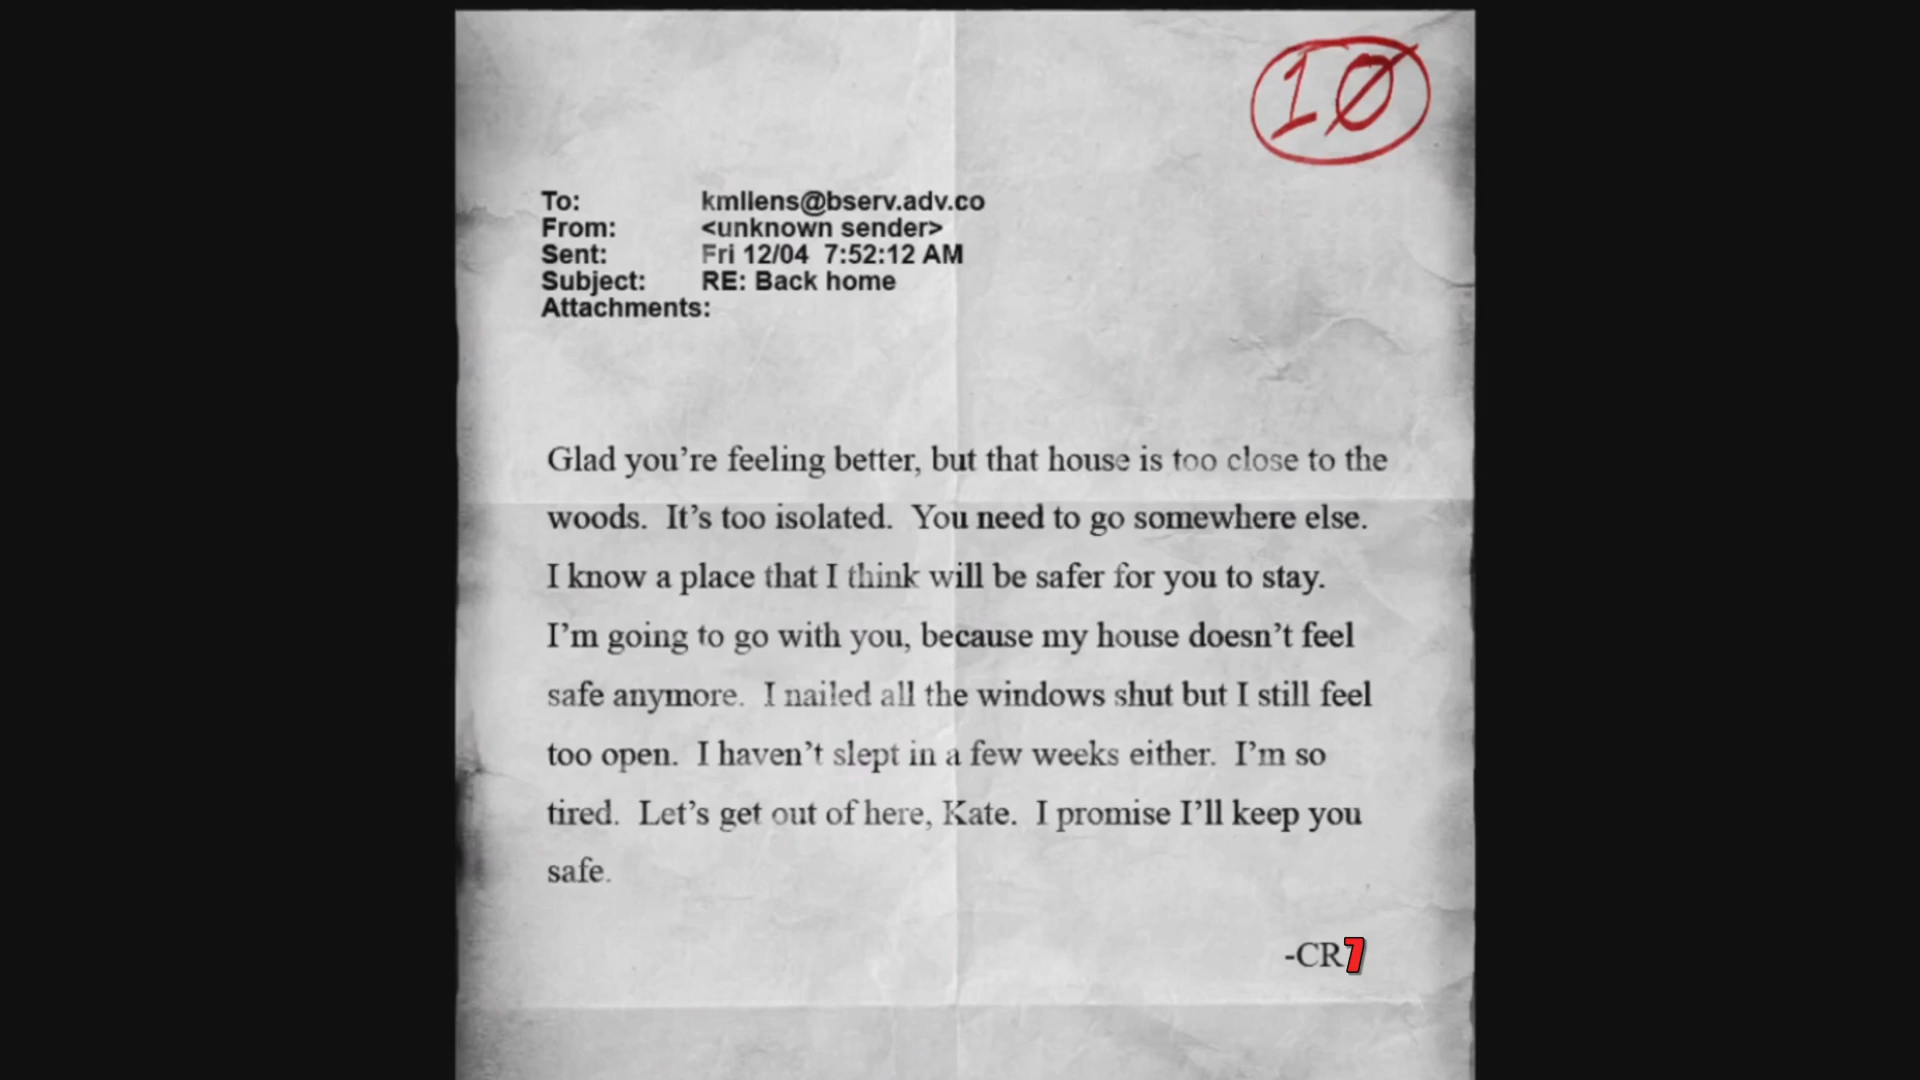 10
To: kmllens@bserv.adv.co
From: <unknown sender>
Sent: Fri 12/04 7:52:12 AM
Subject: RE: Back home
Attachments:
Glad you’re feeling better, but that house is too close to the
woods.  It’s too isolated.  You need to go somewhere else.
I know a place that I think will be safer for you to stay.
I’m going to go with you, because my house doesn’t feel
safe anymore.  I nailed all the windows shut but I still feel
too open.  I haven’t slept in a few weeks either.  I’m so
tired.  Let’s get out of here, Kate.  I promise I’ll keep you
safe.
-CR7